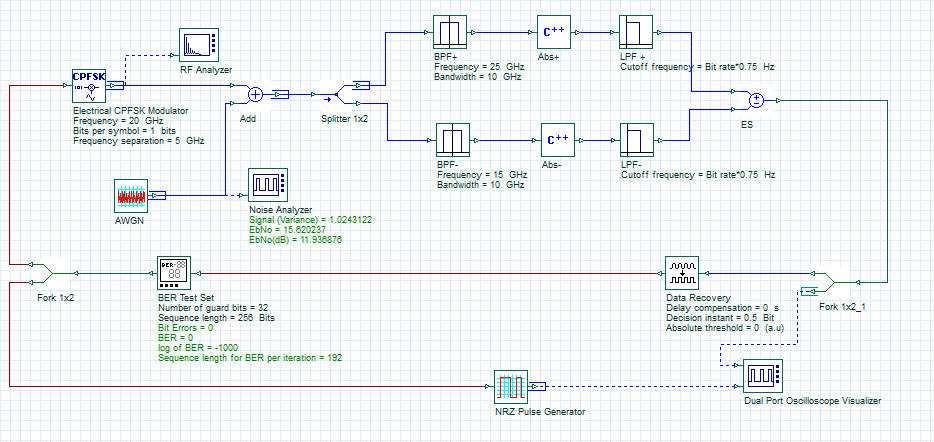 CPFSK
101
RF Analyzer
Electrical CPFSK Modulator
Frequency = 20 GHz
Bits per symbol = 1 bits
Frequency separation = 5 GHz
Add
Splitter 1x2
BPF+
Frequency = 25 GHz
Bandwidth = 10 GHz
C++
Abs+
LPF +
Cutoff frequency = Bit rate*0.75 Hz
ES
BPF-
Frequency = 15 GHz
Bandwidth = 10 GHz
C++
Abs-
LPF-
Cutoff frequency = Bit rate*0.75 Hz
AWGN
Noise Analyzer
Signal (Variance) = 1.0243122
EbNo = 15.620237
EbNo(dB) = 11.936876
Fork 1x2
BER-88
88
BER Test Set
Number of guard bits = 32
Sequence length = 256 Bits
Bit Errors = 0
BER = 0
log of BER = -1000
Sequence length for BER per iteration = 192
Data Recovery
Delay compensation = 0 s
Decision instant = 0.5 Bit
Absolute threshold = 0 (a.u)
Fork 1x2_1
NRZ Pulse Generator
Dual Port Oscilloscope Visualizer